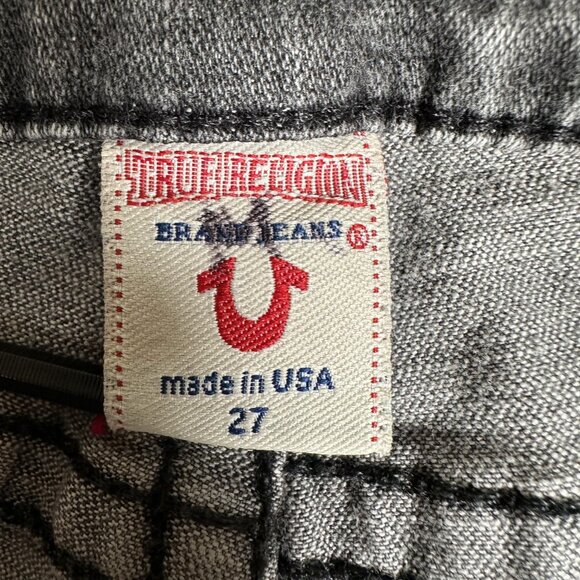 TRUE RELIGION
BRAND JEANS ®
made in USA
27